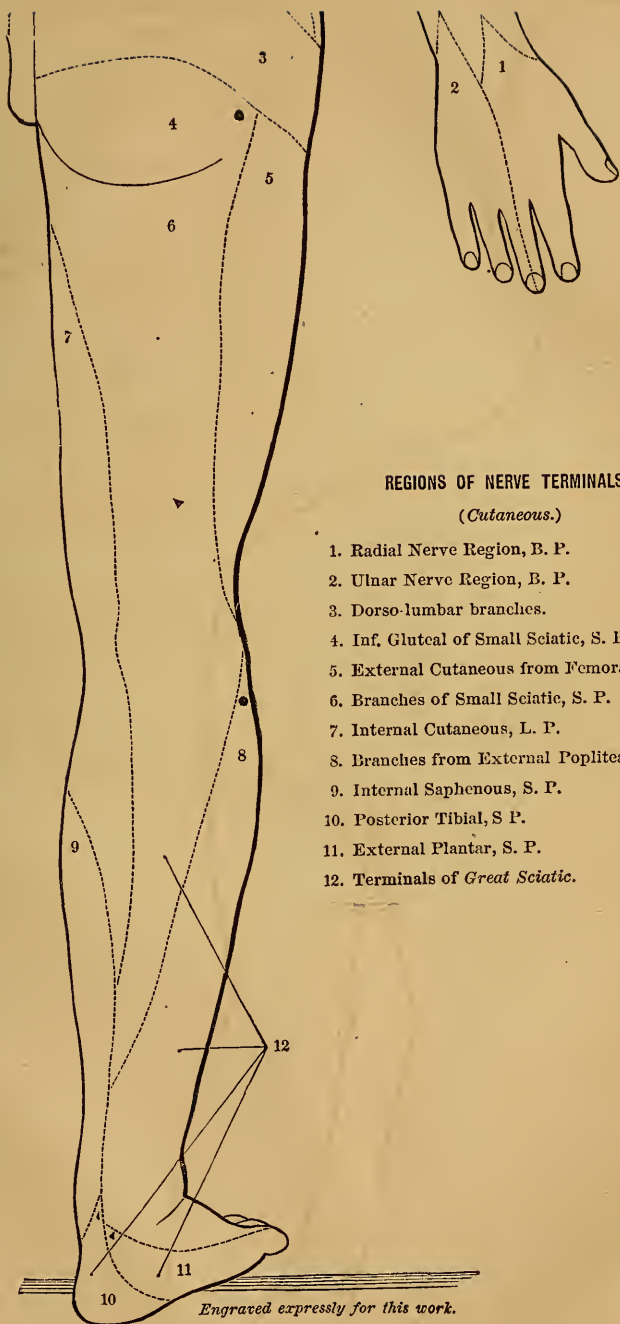 3
1
2
4
5
6
7
REGIONS OF NERVE TERMINALS
(Cutaneous.)
1. Radial Nerve Region, B. P.
2. Ulnar Nerve Region, B. P.
3. Dorso-lumbar branches.
4. Inf. Gluteal of Small Sciatic, S.
5. External Cutaneous from
6. Branches of Small Sciatic, S. P.
7. Internal Cutaneous, L. P.
8. Branches from External
9. Internal Saphenous, S. P.
10. Posterior Tibial, S P.
11. External Plantar, S. P.
12. Terminals of Great Sciatic.
8
9
12
11
10
Engraved expressly for this work.